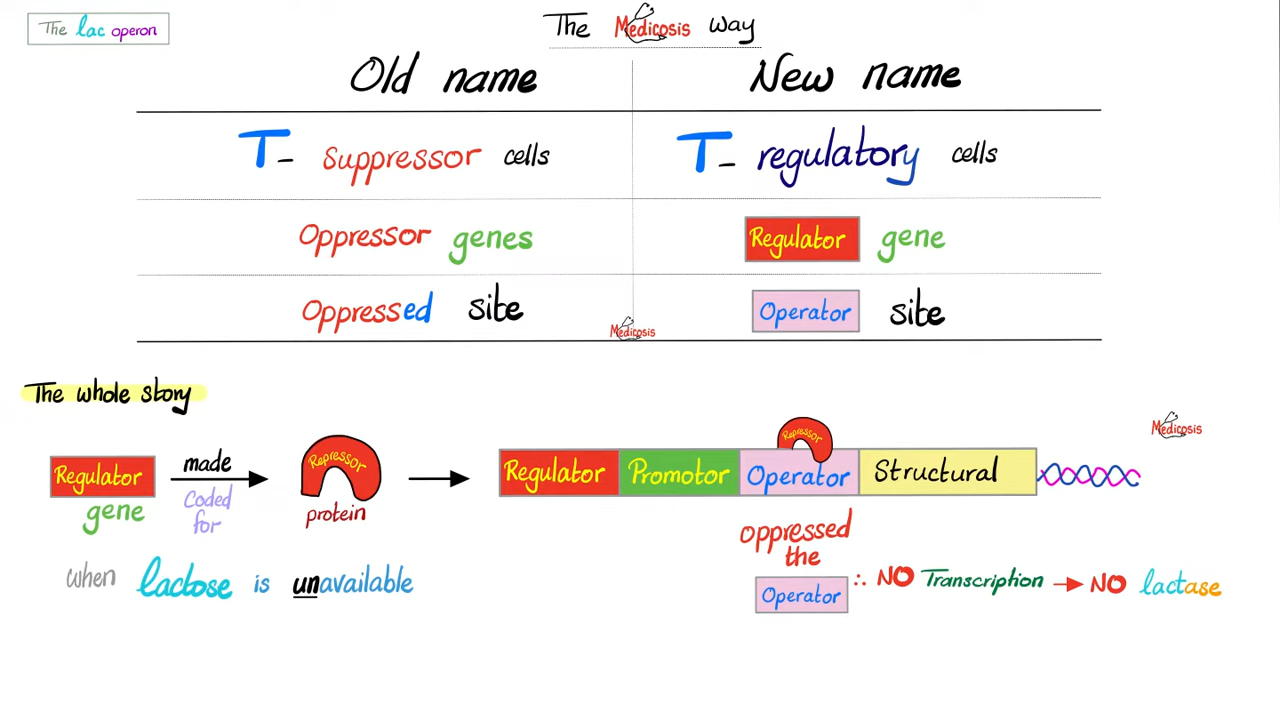 The lac operon
The Medicosis way
Old name New name
T- suppressor cells T- regulatory cells
Oppressor genes Regulator gene
Oppressed site Operator site
Medicosis
The whole story
Medicosis
Regulator made Repressor Repressor
gene Coded for protein
Regulator Promotor Operator Structural
oppressed
the
Operator ∴ NO Transcription → NO lactase
when lactose is unavailable